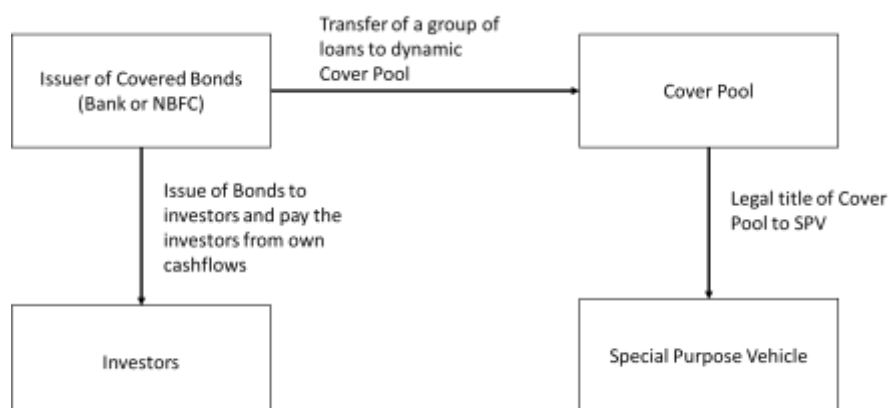 Transfer of a group of
loans to dynamic
Cover Pool
Issuer of Covered Bonds
(Bank or NBFC)
Cover Pool
Issue of Bonds to
investors and pay the
investors from own
cashflows
Legal title of Cover
Pool to SPV
Investors
Special Purpose Vehicle